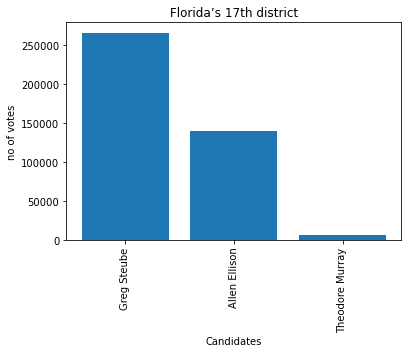 Florida’s 17th district
no of votes
250000
200000
150000
100000
50000
0
Greg Steube
Allen Ellison
Theodore Murray
Candidates